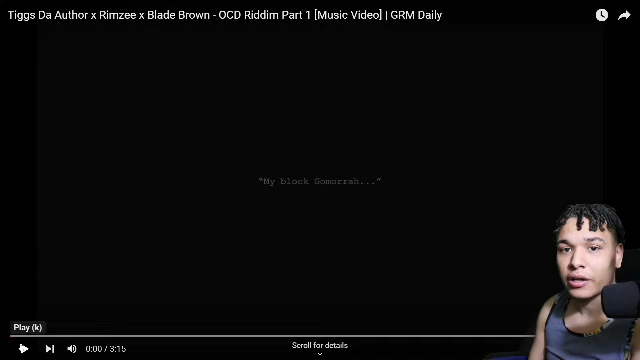 Tiggs Da Author x Rimzee x Blade Brown - OCD Riddim Part 1 [Music Video] | GRM Daily
"My block Gomorrah..."
Play (k)
0:00 / 3:15
Scroll for details